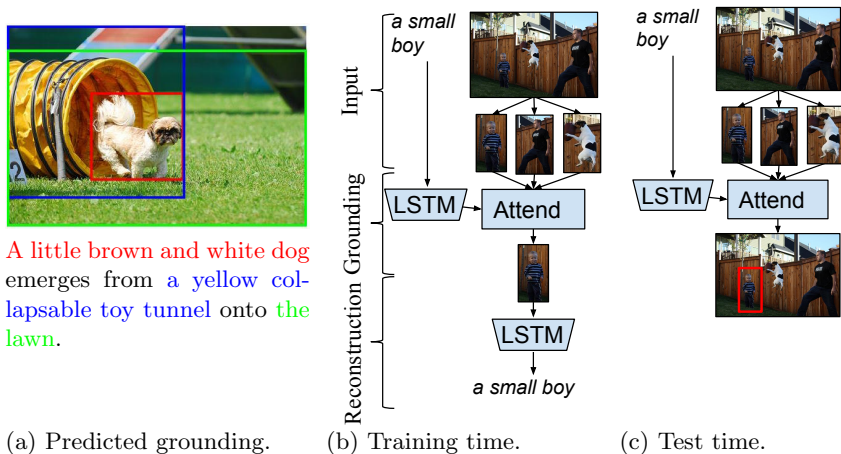 2
A little brown and white dog
emerges from a yellow col-
lapsable toy tunnel onto the
lawn.
(a) Predicted grounding.
Input
Grounding
Reconstruction
a small
boy
LSTM
Attend
LSTM
a small boy
(b) Training time.
a small
boy
LSTM
Attend
(c) Test time.